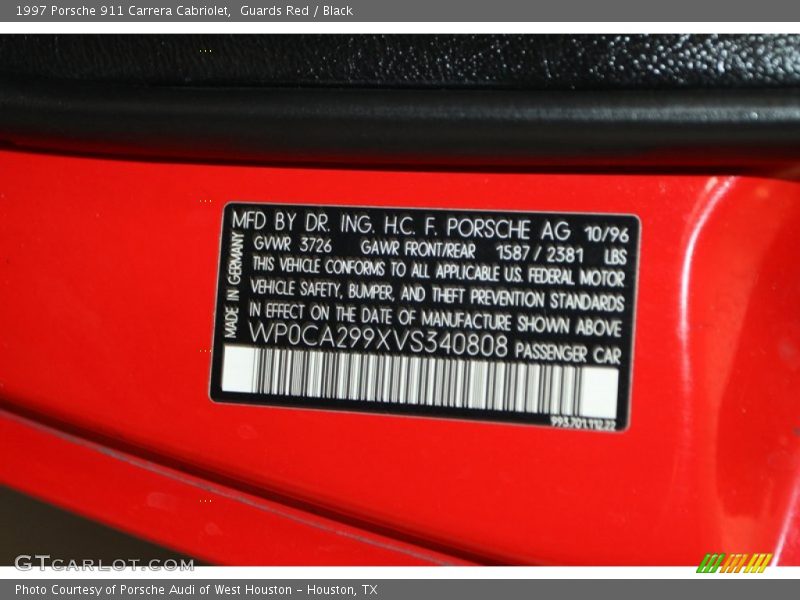 1997 Porsche 911 Carrera Cabriolet,  Guards Red / Black
MFD BY DR. ING. H.C. F. PORSCHE AG 10/96
GVWR 3726 GAWR FRONT/REAR 1587 / 2381 LBS
THIS VEHICLE CONFORMS TO ALL APPLICABLE U.S. FEDERAL MOTOR
VEHICLE SAFETY, BUMPER, AND THEFT PREVENTION STANDARDS
IN EFFECT ON THE DATE OF MANUFACTURE SHOWN ABOVE
WP0CA299XVS340808 PASSENGER CAR
MADE IN GERMANY
993.701.112.22
GTCARLOT.COM
Photo Courtesy of Porsche Audi of West Houston - Houston, TX